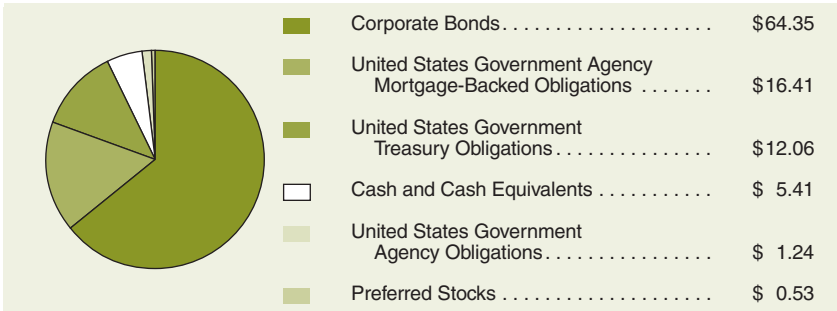 Corporate Bonds. . . . . . . . . . . . . . . . . . . . $64.35
United States Government Agency
Mortgage-Backed Obligations . . . . . . . $16.41
United States Government
Treasury Obligations. . . . . . . . . . . . . . . $12.06
Cash and Cash Equivalents . . . . . . . . . . . $ 5.41
United States Government
Agency Obligations. . . . . . . . . . . . . . . . $ 1.24
Preferred Stocks . . . . . . . . . . . . . . . . . . . . $ 0.53